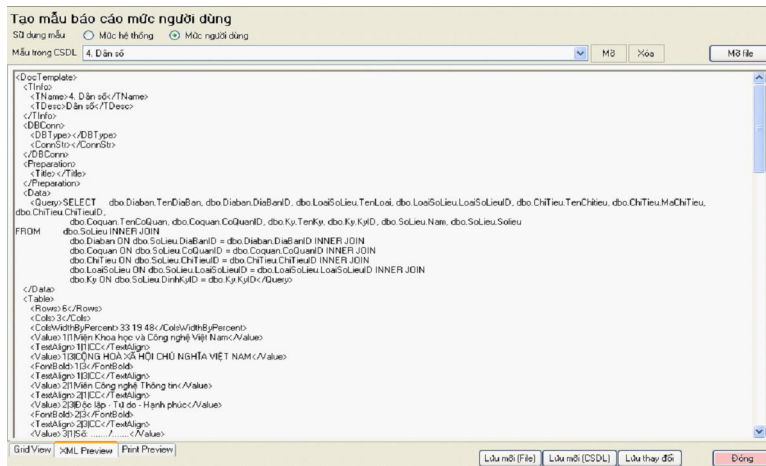 Tạo mẫu báo cáo mức người dùng
Sử dụng mẫu Mức hệ thống Mức người dùng
Mẫu trong CSDL 4. Dân số Mở Xóa Mở file
<DocTemplate>
<TInfo>
<TName>4. Dân số</TName>
<TDesc>Dân số</TDesc>
</TInfo>
<DBConn>
<DBType></DBType>
<ConnStr></ConnStr>
</DBConn>
<Preparation>
<Title></Title>
</Preparation>
<Data>
<Query>SELECT dbo.Diaban.TenDiaBan, dbo.Diaban.DiaBanID, dbo.LoaiSoLieu.TenLoai, dbo.LoaiSoLieu.LoaiSoLieuID, dbo.ChiTieu.TenChitieu, dbo.ChiTieu.MaChiTieu,
dbo.ChiTieu.ChiTieuID,
dbo.Coquan.TenCoQuan, dbo.Coquan.CoQuanID, dbo.Ky.TenKy, dbo.Ky.KyID, dbo.SoLieu.Nam, dbo.SoLieu.Solieu
FROM dbo.SoLieu INNER JOIN
dbo.Diaban ON dbo.SoLieu.DiaBanID = dbo.Diaban.DiaBanID INNER JOIN
dbo.Coquan ON dbo.SoLieu.CoQuanID = dbo.Coquan.CoQuanID INNER JOIN
dbo.ChiTieu ON dbo.SoLieu.ChiTieuID = dbo.ChiTieu.ChiTieuID INNER JOIN
dbo.LoaiSoLieu ON dbo.SoLieu.LoaiSoLieuID = dbo.LoaiSoLieu.LoaiSoLieuID INNER JOIN
dbo.Ky ON dbo.SoLieu.DinhKyID = dbo.Ky.KyID</Query>
</Data>
<Table>
<Rows>6</Rows>
<Cols>3</Cols>
<ColsWidthByPercent>33 19 48</ColsWidthByPercent>
<Value>1|1|Viện Khoa học và Công nghệ Việt Nam</Value>
<TextAlign>1|1|CC</TextAlign>
<Value>1|3|CỘNG HOÀ XÃ HỘI CHỦ NGHĨA VIỆT NAM</Value>
<FontBold>1|3</FontBold>
<TextAlign>1|3|CC</TextAlign>
<Value>2|1|Viện Công nghệ Thông tin</Value>
<TextAlign>2|1|CC</TextAlign>
<Value>2|3|Độc lập - Tự do - Hạnh phúc</Value>
<FontBold>2|3</FontBold>
<TextAlign>2|3|CC</TextAlign>
<Value>3|1|Số: ......../........</Value>
Grid View XML Preview Print Preview
Lưu mới (File) Lưu mới (CSDL) Lưu thay đổi Đóng